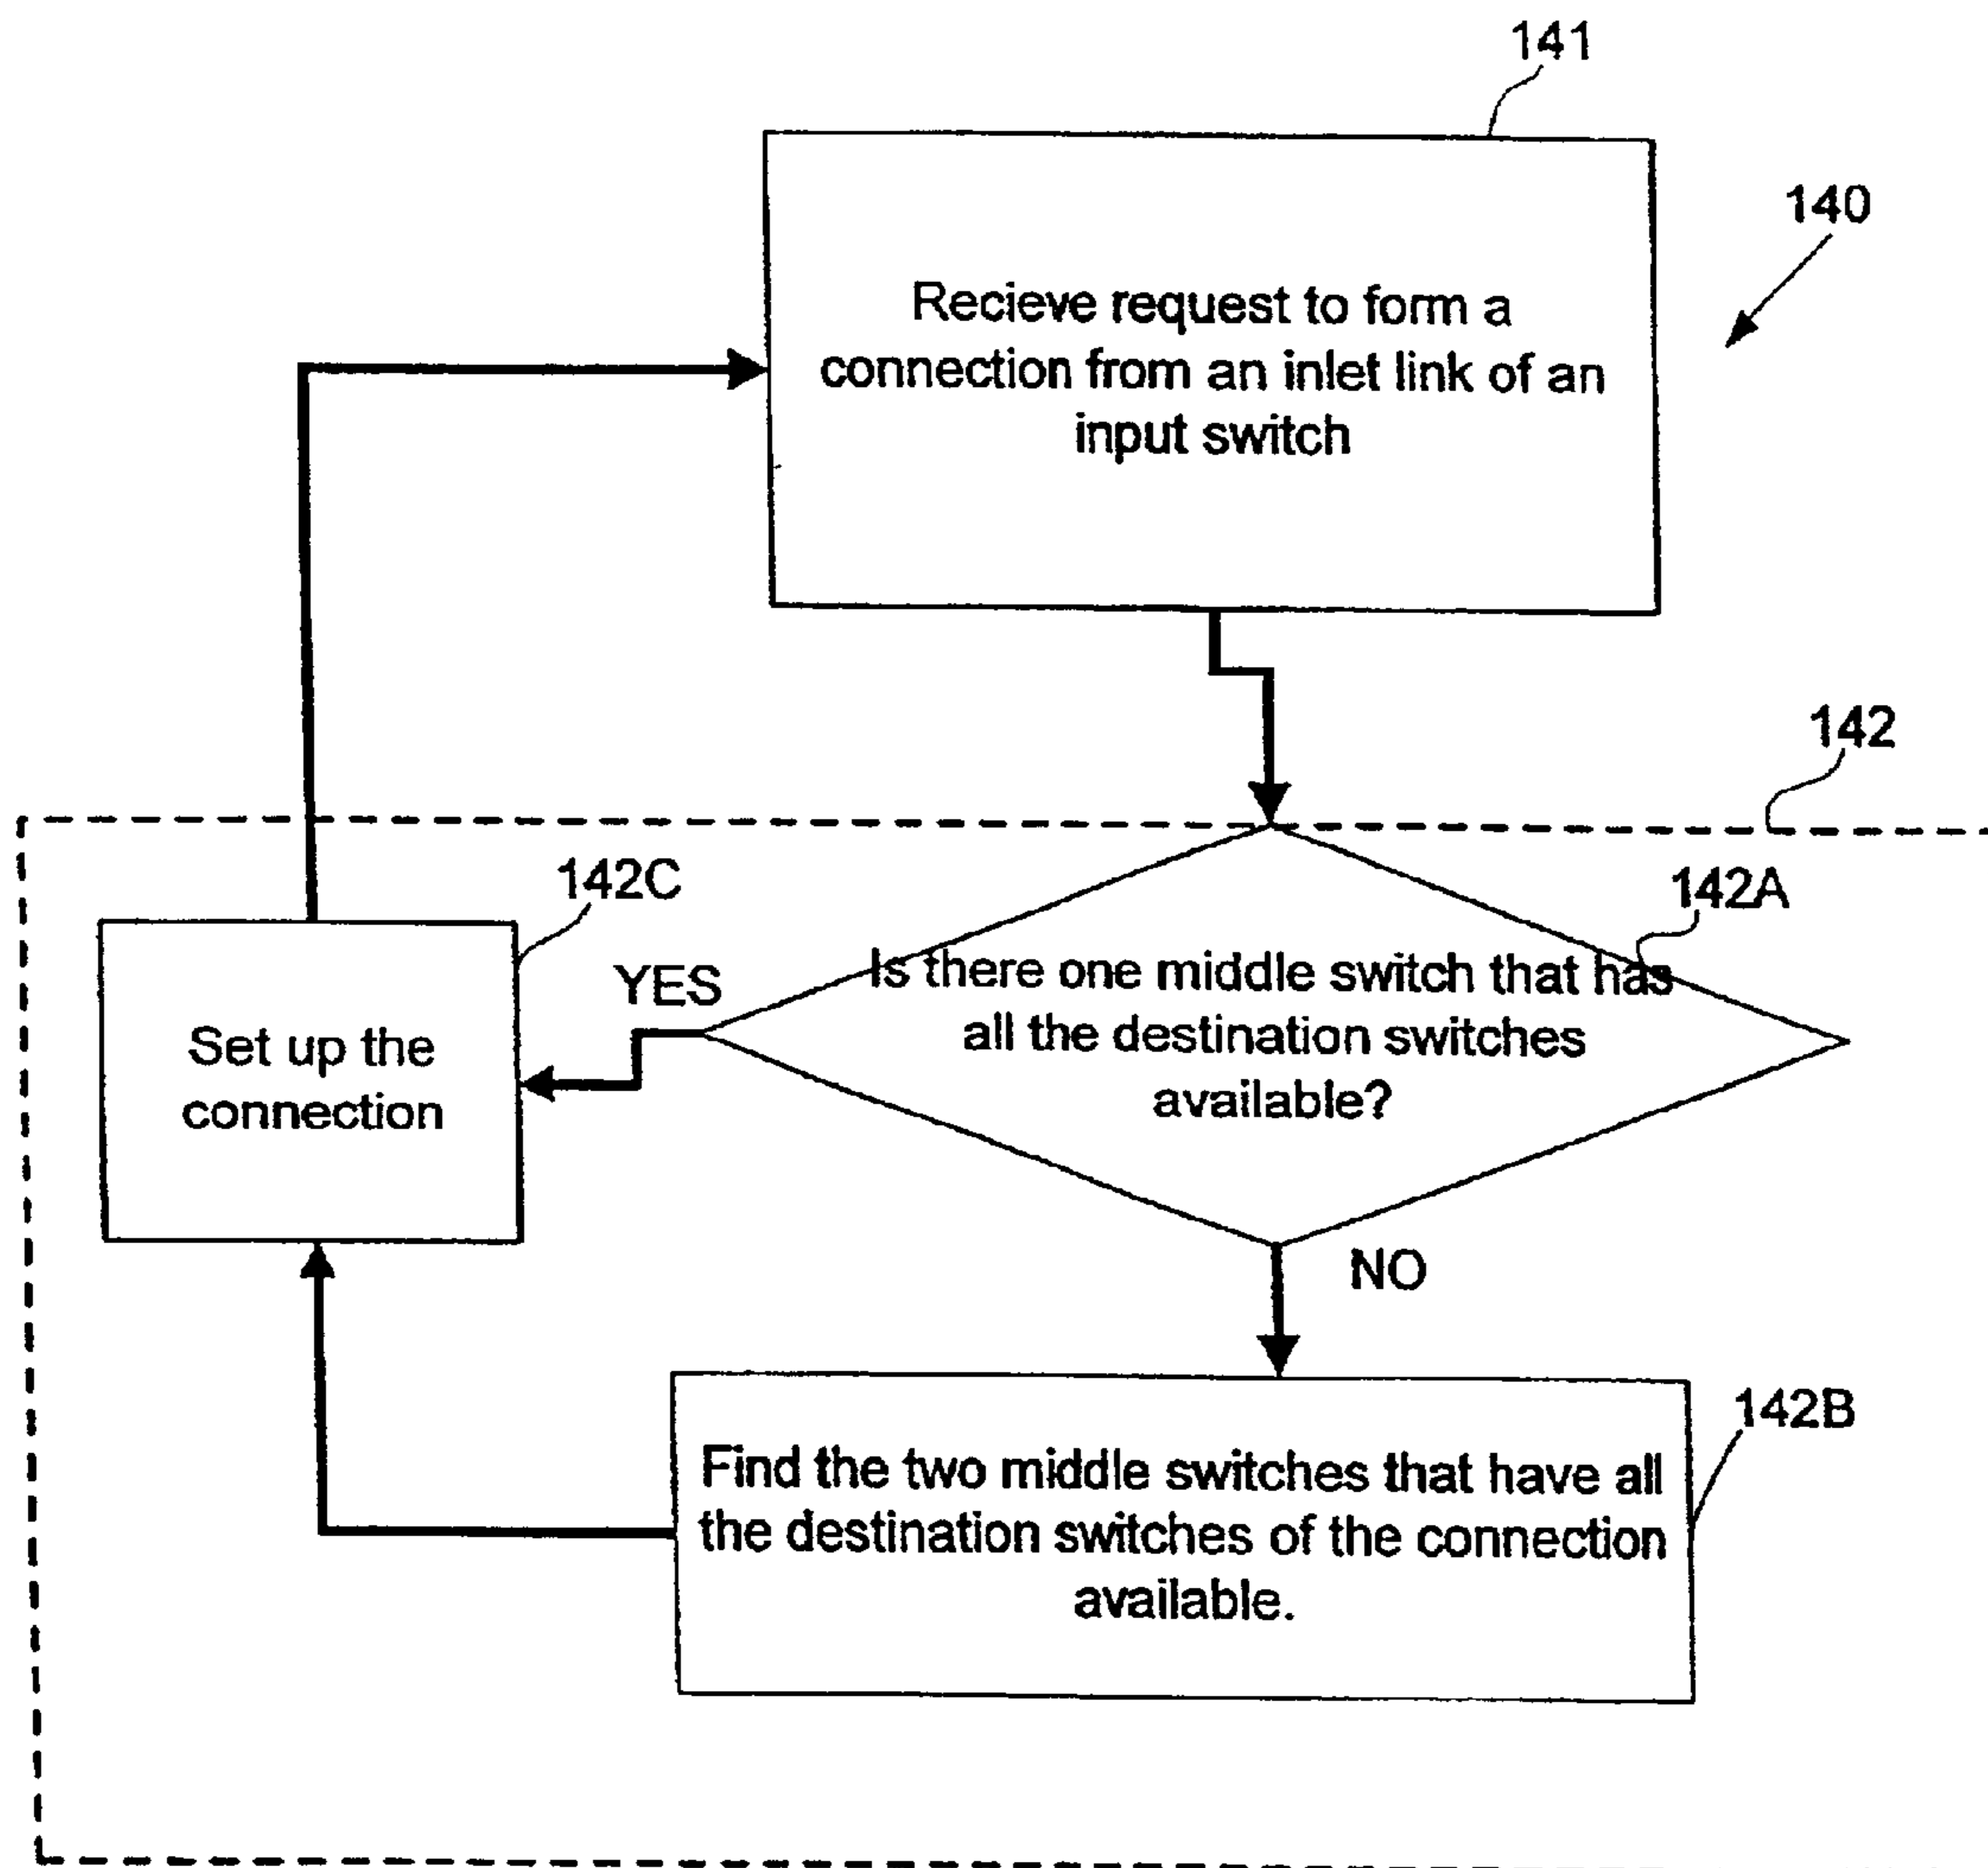 141
140
Recieve request to form a
connection from an inlet link of an
input switch
142
142C
142A
YES
Is there one middle switch that has
all the destination switches
available?
Set up the
connection
NO
142B
Find the two middle switches that have all
the destination switches of the connection
available.